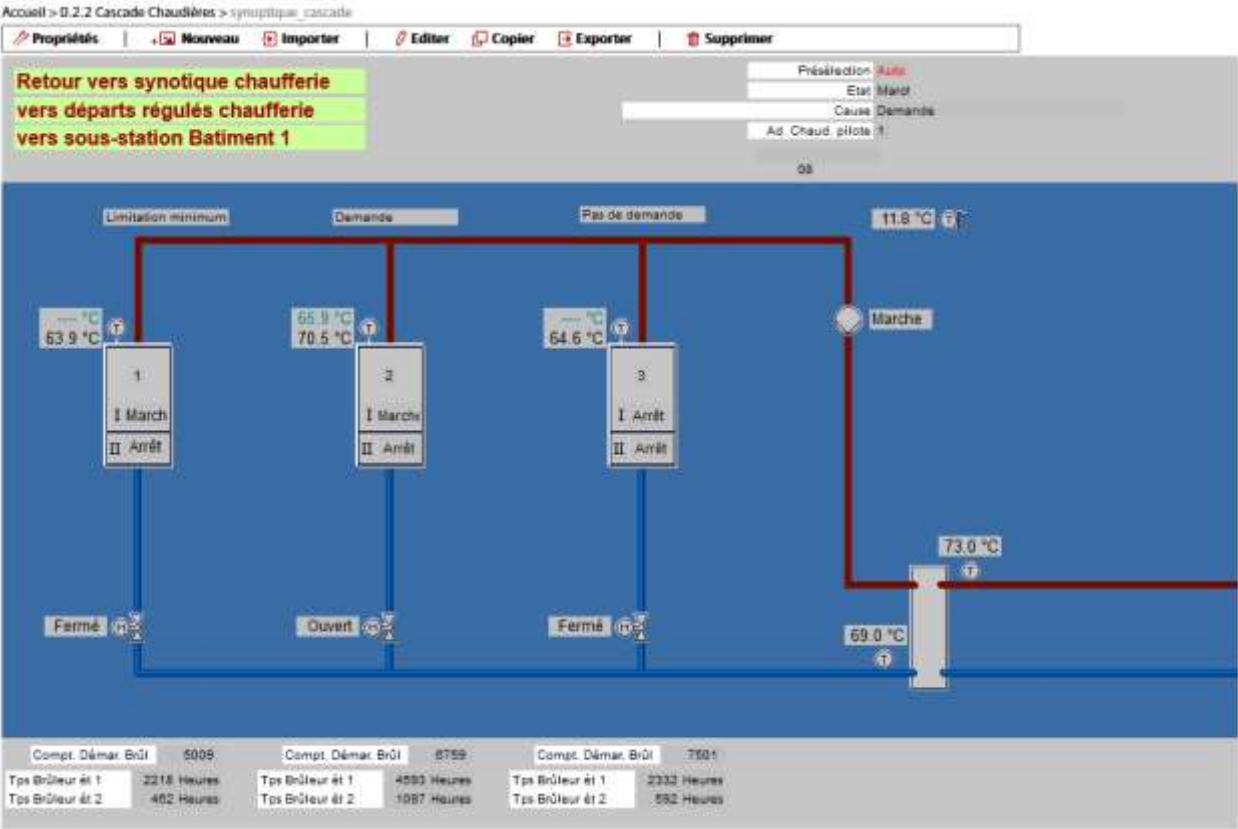 Accueil > 0.2.2 Cascade Chaudières > synoptique_cascade
Propriétés | Nouveau Importer | Editer Copier Exporter | Supprimer
Retour vers synotique chaufferie
vers départs régulés chaufferie
vers sous-station Batiment 1
Présélection Auto
Etat March
Cause Demande
Ad. Chaud. pilote 1
08
Limitation minimum Demande Pas de demande 11.8 °C T
---- °C 65.9 °C ---- °C
63.9 °C T 70.5 °C T 64.6 °C T Marche
1 2 3
I March I Marche I Arrêt
II Arrêt II Arrêt II Arrêt
73.0 °C
T
Fermé H Ouvert H Fermé H
69.0 °C
T
Compt. Démar. Brûl 5009 Compt. Démar. Brûl 6759 Compt. Démar. Brûl 7501
Tps Brûleur ét 1 2218 Heures Tps Brûleur ét 1 4593 Heures Tps Brûleur ét 1 2332 Heures
Tps Brûleur ét 2 462 Heures Tps Brûleur ét 2 1097 Heures Tps Brûleur ét 2 592 Heures